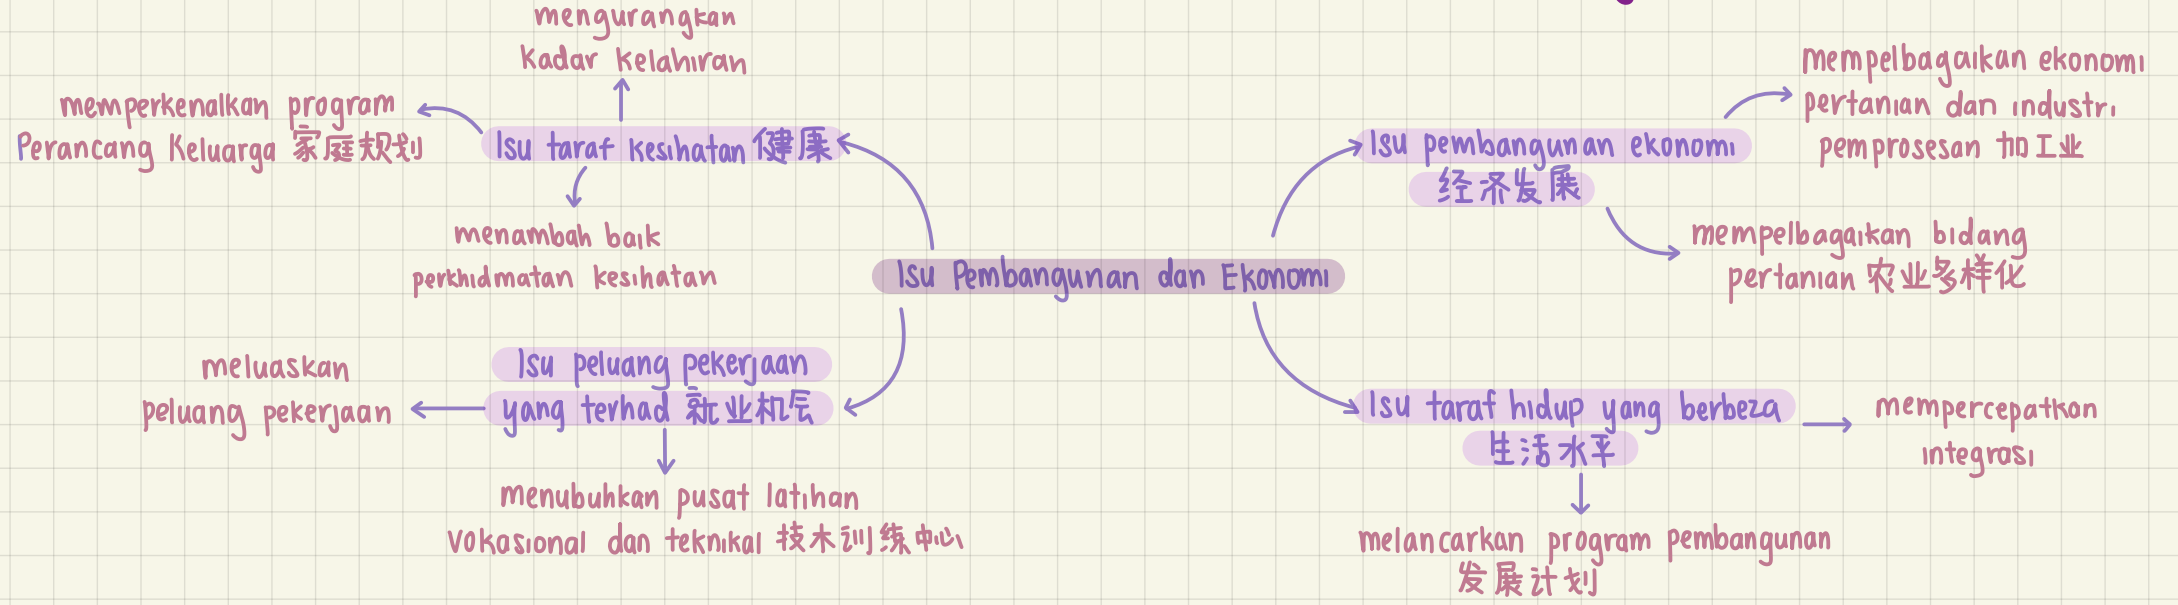 mengurangkan
kadar kelahiran
memperkenalkan program
Perancang Keluarga 家庭规划
Isu taraf kesihatan 健康
menambah baik
perkhidmatan kesihatan
Isu Pembangunan dan Ekonomi
Isu pembangunan ekonomi
经济发展
mempelbagaikan ekonomi
pertanian dan industri
pemprosesan 加工业
mempelbagaikan bidang
pertanian 农业多样化
Isu peluang pekerjaan
yang terhad 就业机会
meluaskan
peluang pekerjaan
menubuhkan pusat latihan
vokasional dan teknikal 技术训练中心
Isu taraf hidup yang berbeza
生活水平
mempercepatkan
integrasi
melancarkan program pembangunan
发展计划